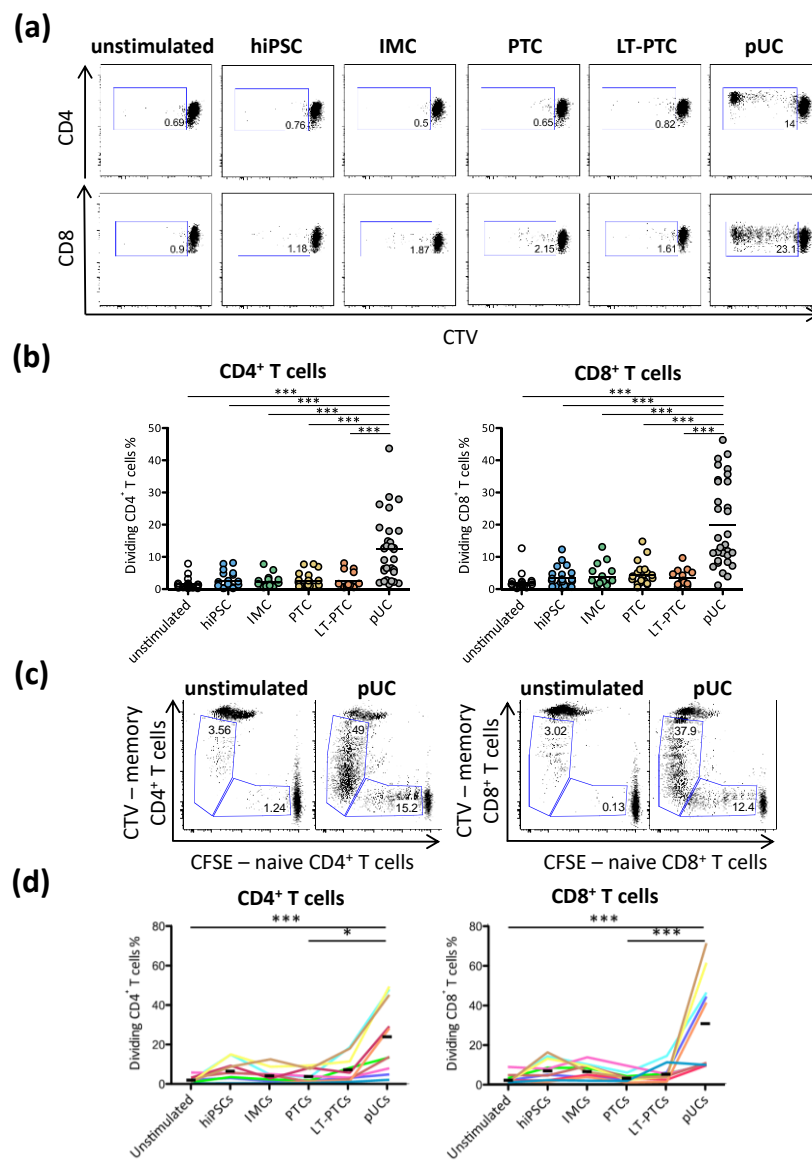 (a)
unstimulated hiPSC IMC PTC LT-PTC pUC
CD4
0.69 0.76 0.5 0.65 0.82 14
CD8
0.9 1.18 1.87 2.15 1.61 23.1
CTV
(b)
CD4⁺ T cells
***
***
***
***
***
Dividing CD4⁺ T cells %
50
40
30
20
10
0
unstimulated hiPSC IMC PTC LT-PTC pUC
CD8⁺ T cells
***
***
***
***
***
Dividing CD8⁺ T cells %
50
40
30
20
10
0
unstimulated hiPSC IMC PTC LT-PTC pUC
(c)
unstimulated pUC
CTV – memory
CD4⁺ T cells
3.56 49
1.24 15.2
CFSE – naive CD4⁺ T cells
unstimulated pUC
CTV – memory
CD8⁺ T cells
3.02 37.9
0.13 12.4
CFSE – naive CD8⁺ T cells
(d)
CD4⁺ T cells
***
*
Dividing CD4⁺ T cells %
80
60
40
20
0
Unstimulated hiPSCs IMCs PTCs LT-PTCs pUCs
CD8⁺ T cells
***
***
Dividing CD8⁺ T cells %
80
60
40
20
0
Unstimulated hiPSCs IMCs PTCs LT-PTCs pUCs